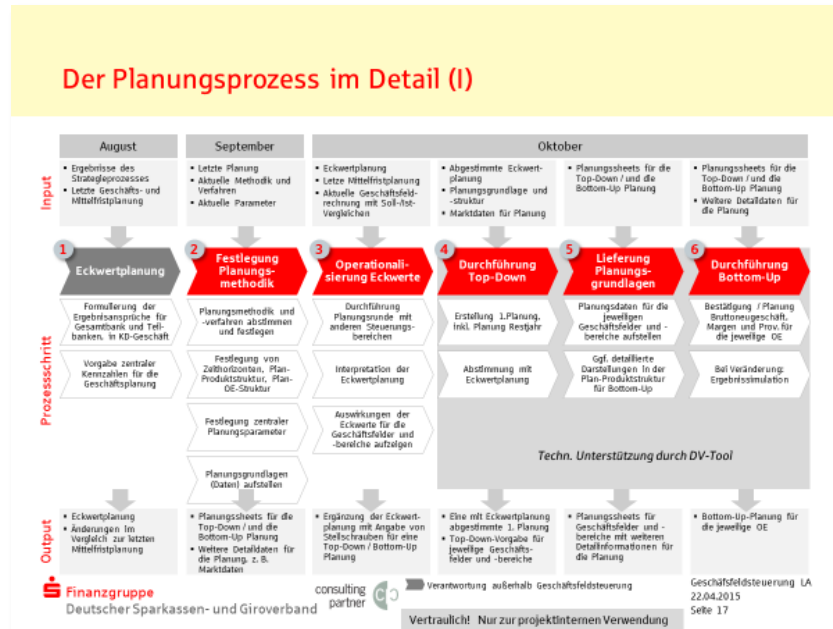 Der Planungsprozess im Detail (I)
August
September
Oktober
Input
▪ Ergebnisse des
Strategieprozesses
▪ Letzte Geschäfts- und
Mittelfristplanung
▪ Letzte Planung
▪ Aktuelle Methodik und
Verfahren
▪ Aktuelle Parameter
▪ Eckwertplanung
▪ Letze Mittelfristplanung
▪ Aktuelle Geschäftsfeld-
rechnung mit Soll-/Ist-
Vergleichen
▪ Abgestimmte Eckwert-
planung
▪ Planungsgrundlage und
-struktur
▪ Marktdaten für Planung
▪ Planungssheets für die
Top-Down / und die
Bottom-Up Planung
▪ Planungssheets für die
Top-Down / und die
Bottom-Up Planung
▪ Weitere Detaildaten für
die Planung
Prozessschritt
1
Eckwertplanung
2
Festlegung
Planungs-
methodik
3
Operationali-
sierung Eckwerte
4
Durchführung
Top-Down
5
Lieferung
Planungs-
grundlagen
6
Durchführung
Bottom-Up
Formulierung der
Ergebnisansprüche für
Gesamtbank und Teil-
banken, in KD-Geschäft
Vorgabe zentraler
Kennzahlen für die
Geschäftsplanung
Planungsmethodik und
-verfahren abstimmen
und festlegen
Festlegung von
Zeithorizonten, Plan-
Produktstruktur, Plan-
OE-Struktur
Festlegung zentraler
Planungsparameter
Planungsgrundlagen
(Daten) aufstellen
Durchführung
Planungsrunde mit
anderen Steuerungs-
bereichen
Interpretation der
Eckwertplanung
Auswirkungen der
Eckwerte für die
Geschäftsfelder und
-bereiche aufzeigen
Erstellung 1.Planung,
inkl. Planung Restjahr
Abstimmung mit
Eckwertplanung
Planungsdaten für die
jeweiligen
Geschäftsfelder und -
bereiche aufstellen
Ggf. detaillierte
Darstellungen in der
Plan-Produktstruktur
für Bottom-Up
Bestätigung / Planung
Bruttoneugeschäft,
Margen und Prov. für
die jeweilige OE
Bei Veränderung:
Ergebnissimulation
Techn. Unterstützung durch DV-Tool
Output
▪ Eckwertplanung
▪ Änderungen im
Vergleich zur letzten
Mittelfristplanung
▪ Planungssheets für die
Top-Down / und die
Bottom-Up Planung
▪ Weitere Detaildaten für
die Planung, z. B.
Marktdaten
▪ Ergänzung der Eckwert-
planung mit Angabe von
Stellschrauben für eine
Top-Down / Bottom-Up
Planung
▪ Eine mit Eckwertplanung
abgestimmte 1. Planung
▪ Top-Down-Vorgabe für
jeweilige Geschäfts-
felder und -bereiche
▪ Planungssheets für
Geschäftsfelder und -
bereiche mit weiteren
Detailinformationen für
die Planung
▪ Bottom-Up-Planung für
die jeweilige OE
Finanzgruppe
Deutscher Sparkassen- und Giroverband
consulting
partner
Verantwortung außerhalb Geschäftsfeldsteuerung
Geschäfsfeldsteuerung LA
22.04.2015
Seite 17
Vertraulich! Nur zur projektinternen Verwendung